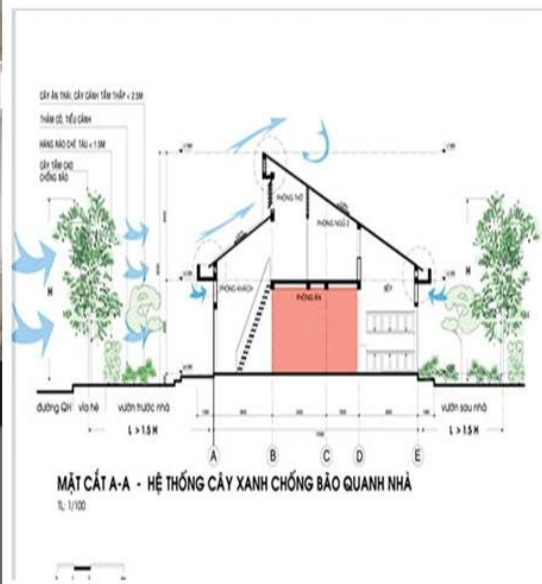 CÂY ĂN TRÁI, CÂY CẢNH TẦM THẤP < 2.5M
THẢM CỎ, TIỂU CẢNH
HÀNG RÀO CHÈ TÀU < 1.5M
CÂY TẦM CAO
CHỐNG BÃO
PHÒNG THỜ
PHÒNG NGỦ 2
PHÒNG KHÁCH
PHÒNG ĂN
BẾP
H
H
đường QH
vỉa hè
vườn trước nhà
vườn sau nhà
L > 1.5 H
L > 1.5 H
A
B
C
D
E
MẶT CẮT A-A - HỆ THỐNG CÂY XANH CHỐNG BÃO QUANH NHÀ
TL: 1/100